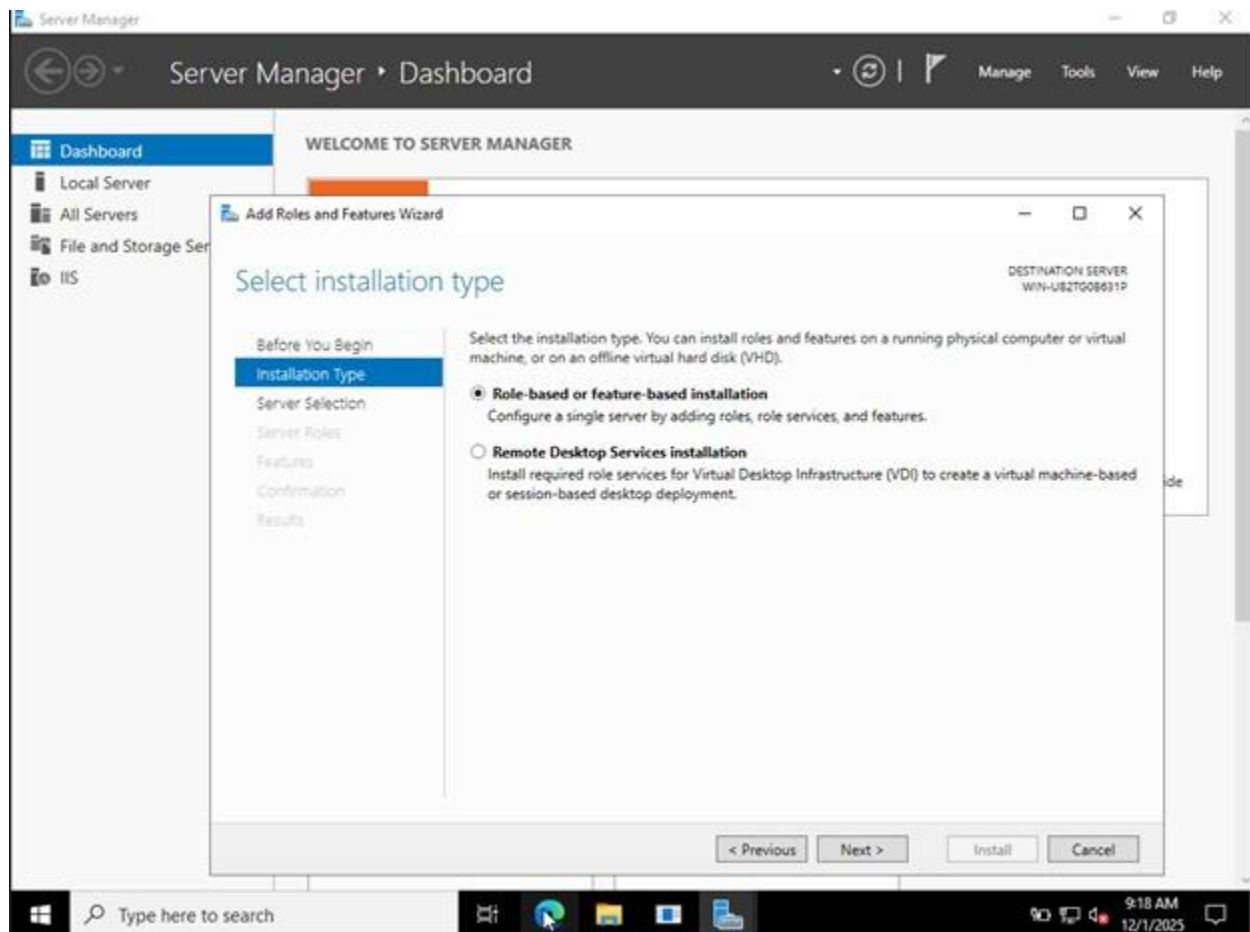 Server Manager
Server Manager • Dashboard
Manage Tools View Help
Dashboard
Local Server
All Servers
File and Storage Ser
IIS
WELCOME TO SERVER MANAGER
Add Roles and Features Wizard
Select installation type
DESTINATION SERVER
Before You Begin
Installation Type
Server Selection
Server Roles
Features
Confirmation
Results
Select the installation type. You can install roles and features on a running physical computer or virtual
machine, or on an offline virtual hard disk (VHD).
Role-based or feature-based installation
Configure a single server by adding roles, role services, and features.
Remote Desktop Services installation
Install required role services for Virtual Desktop Infrastructure (VDI) to create a virtual machine-based
or session-based desktop deployment.
ide
< Previous
Next >
Install
Cancel
Type here to search
9:18 AM
12/1/2025